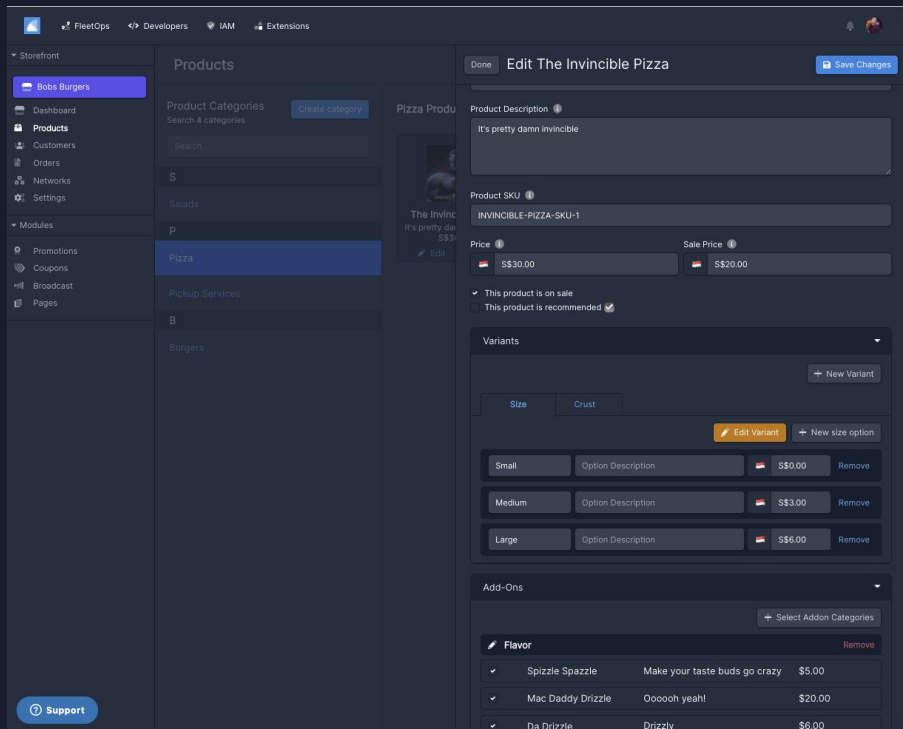 FleetOps
Developers
IAM
Extensions
Storefront
Bobs Burgers
Dashboard
Products
Customers
Orders
Networks
Settings
Modules
Promotions
Coupons
Broadcast
Pages
Support
Products
Product Categories
Search 4 categories
Create category
Search
S
Salads
P
Pizza
Pickup Services
B
Burgers
Pizza Produ
The Invinc
It's pretty da
S$3
Edit
Done
Edit The Invincible Pizza
Save Changes
Product Description
It's pretty damn invincible
Product SKU
INVINCIBLE-PIZZA-SKU-1
Price
Sale Price
S$30.00
S$20.00
This product is on sale
This product is recommended
Variants
+ New Variant
Size
Crust
Edit Variant
+ New size option
Small
Option Description
S$0.00
Remove
Medium
Option Description
S$3.00
Remove
Large
Option Description
S$6.00
Remove
Add-Ons
+ Select Addon Categories
Flavor
Remove
Spizzle Spazzle
Make your taste buds go crazy
$5.00
Mac Daddy Drizzle
Oooooh yeah!
$20.00
Da Drizzle
Drizzly
$6.00